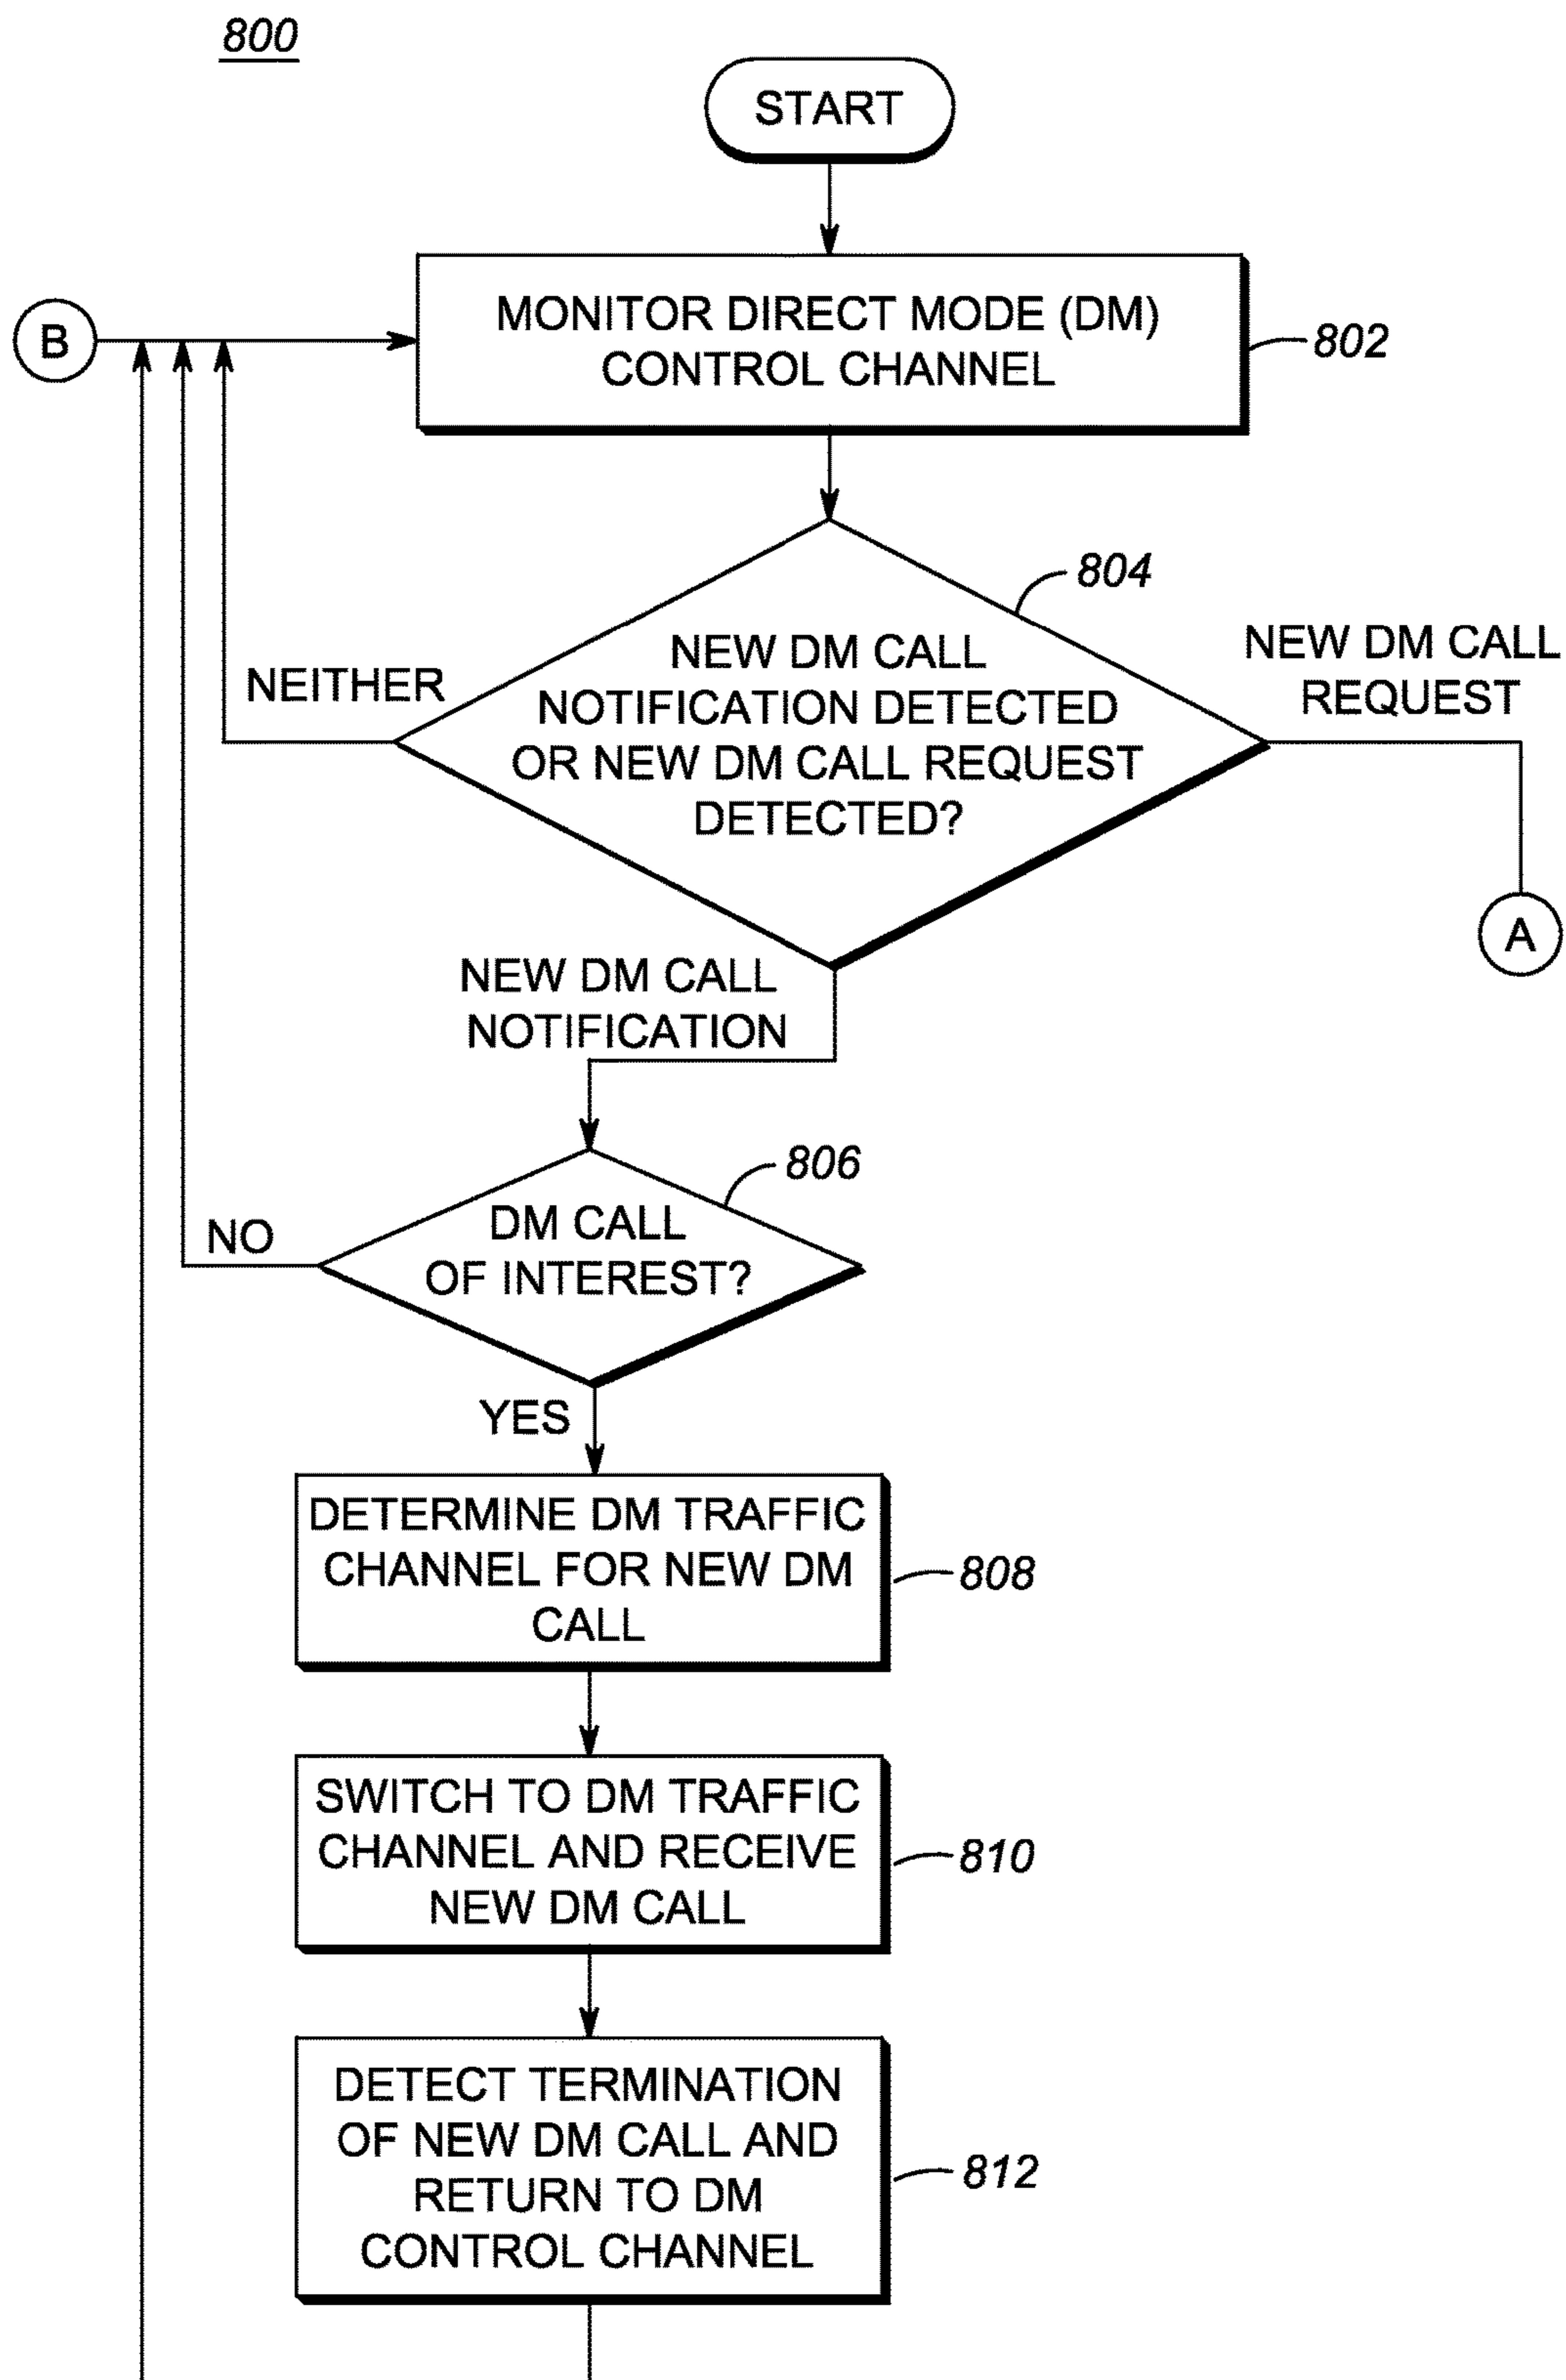 800
START
MONITOR DIRECT MODE (DM)
CONTROL CHANNEL
802
B
804
NEW DM CALL
NOTIFICATION DETECTED
OR NEW DM CALL REQUEST
DETECTED?
NEITHER
NEW DM CALL
REQUEST
A
NEW DM CALL
NOTIFICATION
806
DM CALL
OF INTEREST?
NO
YES
DETERMINE DM TRAFFIC
CHANNEL FOR NEW DM
CALL
808
SWITCH TO DM TRAFFIC
CHANNEL AND RECEIVE
NEW DM CALL
810
DETECT TERMINATION
OF NEW DM CALL AND
RETURN TO DM
CONTROL CHANNEL
812